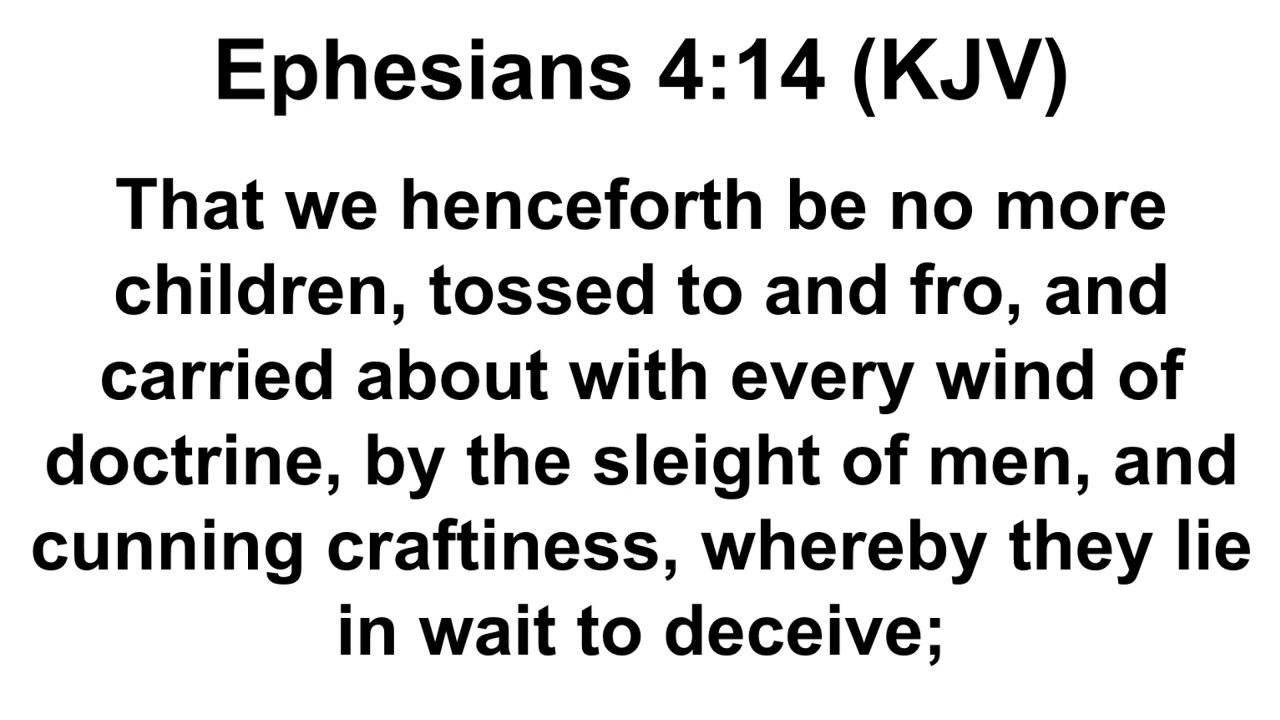 Ephesians 4:14 (KJV)
That we henceforth be no more
children, tossed to and fro, and
carried about with every wind of
doctrine, by the sleight of men, and
cunning craftiness, whereby they lie
in wait to deceive;